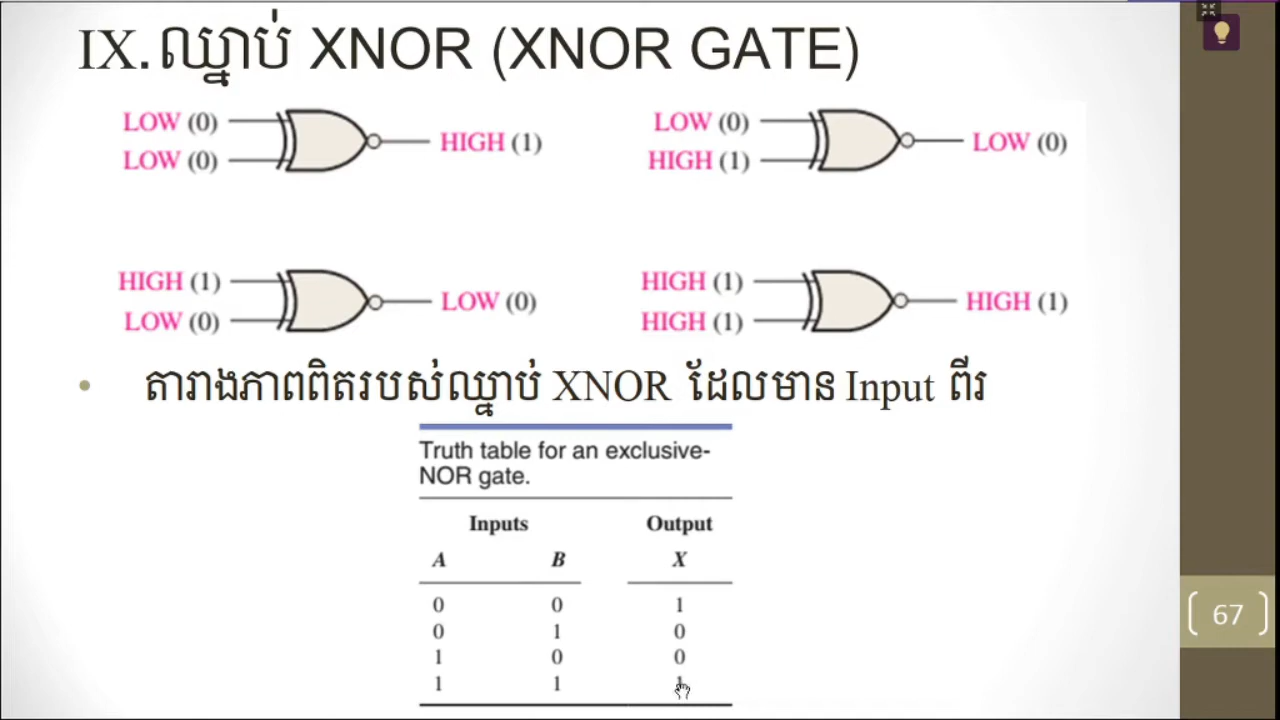 IX. ឈ្នាប់ XNOR (XNOR GATE)
LOW (0)
LOW (0)
HIGH (1)
LOW (0)
HIGH (1)
LOW (0)
HIGH (1)
LOW (0)
LOW (0)
HIGH (1)
HIGH (1)
HIGH (1)
• តារាងភាពពិតរបស់ឈ្នាប់ XNOR ដែលមាន Input ពីរ
Truth table for an exclusive-
NOR gate.
Inputs Output
A B X
0 0 1
0 1 0
1 0 0
1 1 1
67